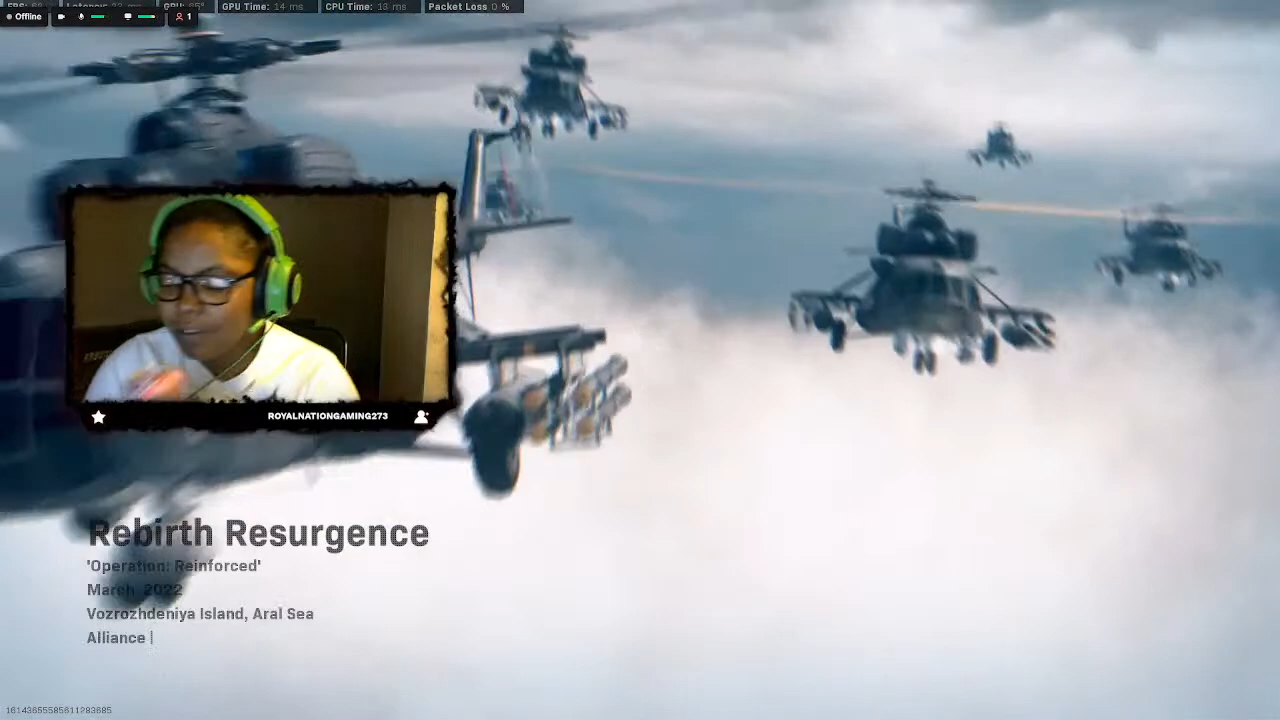 GPU Time: 14 ms CPU Time: 13 ms Packet Loss 0 %
Offline 1
ROYALNATIONGAMING273
Rebirth Resurgence
'Operation: Reinforced'
March, 2022
Vozrozhdeniya Island, Aral Sea
Alliance |